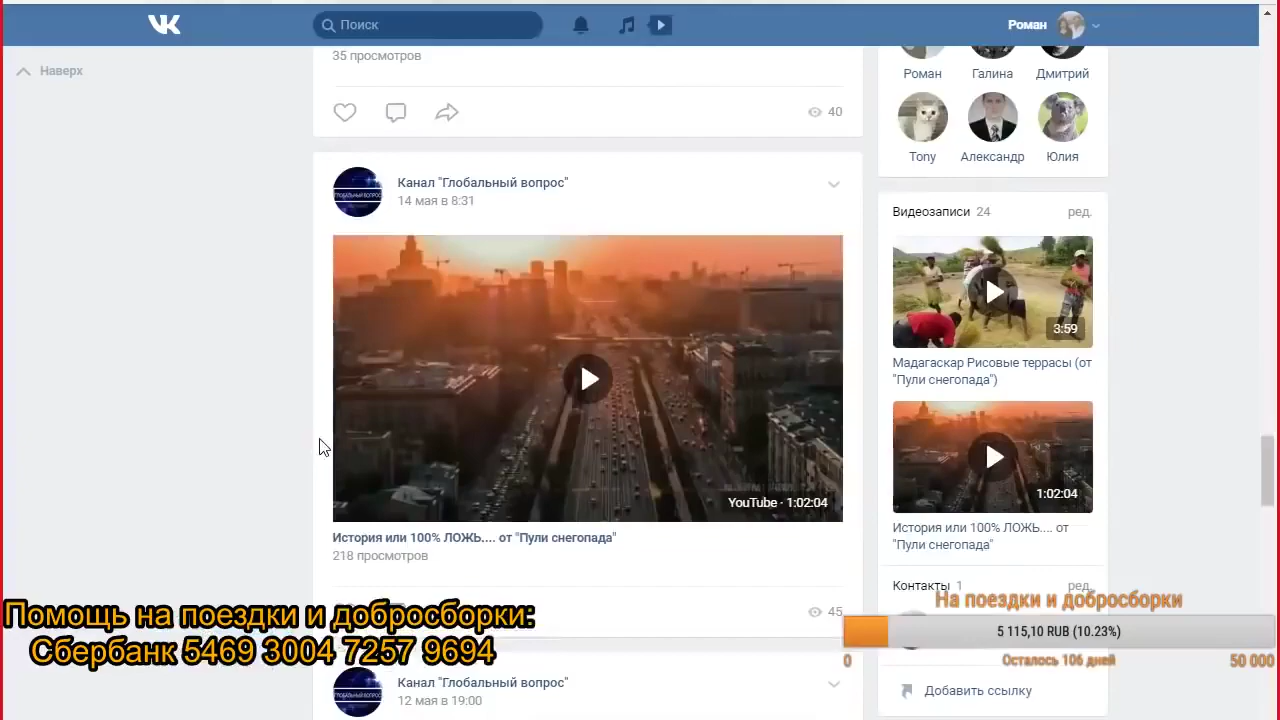 Поиск
Роман
Наверх
35 просмотров
40
Канал "Глобальный вопрос"
14 мая в 8:31
ГЛОБАЛЬНЫЙ ВОПРОС
YouTube · 1:02:04
История или 100% ЛОЖЬ.... от "Пули снегопада"
218 просмотров
45
Канал "Глобальный вопрос"
12 мая в 19:00
ГЛОБАЛЬНЫЙ ВОПРОС
Роман
Галина
Дмитрий
Tony
Александр
Юлия
Видеозаписи 24
ред.
3:59
Мадагаскар Рисовые террасы (от
"Пули снегопада")
1:02:04
История или 100% ЛОЖЬ.... от
"Пули снегопада"
Контакты 1
ред.
Добавить ссылку
Помощь на поездки и добросборки:
Сбербанк 5469 3004 7257 9694
На поездки и добросборки
5 115,10 RUB (10.23%)
0
Осталось 106 дней
50 000